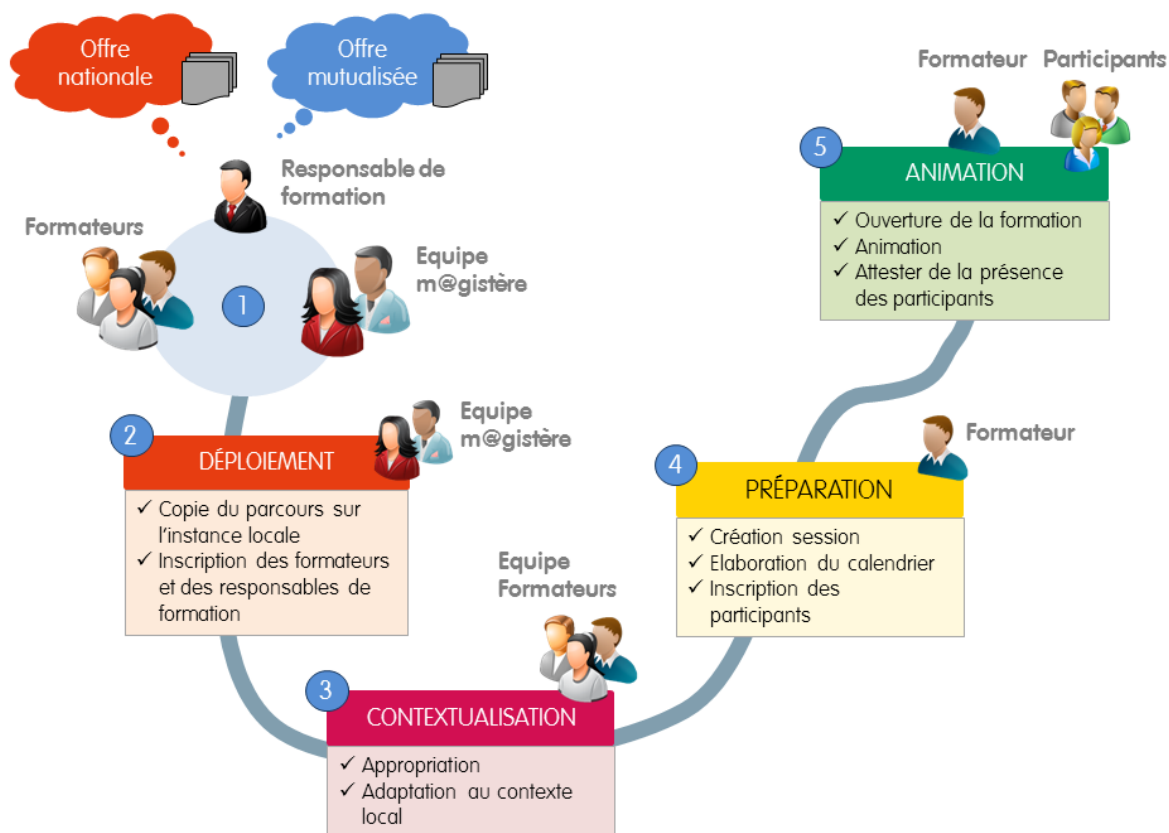 Offre
nationale
Offre
mutualisée
Responsable de
formation
Formateurs
Equipe
m@gistère
1
2
DÉPLOIEMENT
Equipe
m@gistère
✓ Copie du parcours sur
l'instance locale
✓ Inscription des formateurs
et des responsables de
formation
3
CONTEXTUALISATION
Equipe
Formateurs
✓ Appropriation
✓ Adaptation au contexte
local
4
PRÉPARATION
Formateur
✓ Création session
✓ Elaboration du calendrier
✓ Inscription des
participants
5
ANIMATION
Formateur
Participants
✓ Ouverture de la formation
✓ Animation
✓ Attester de la présence
des participants